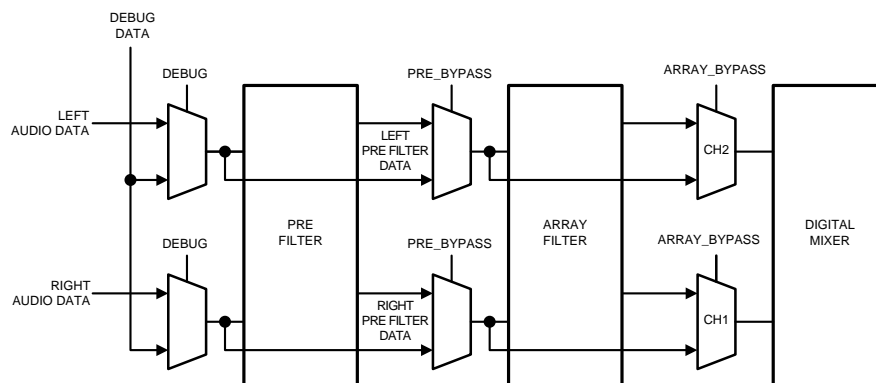 DEBUG
DATA
DEBUG
PRE_BYPASS
ARRAY_BYPASS
LEFT
AUDIO DATA
LEFT
PRE FILTER
DATA
CH2
PRE
FILTER
ARRAY
FILTER
DIGITAL
MIXER
DEBUG
PRE_BYPASS
ARRAY_BYPASS
RIGHT
AUDIO DATA
RIGHT
PRE FILTER
DATA
CH1